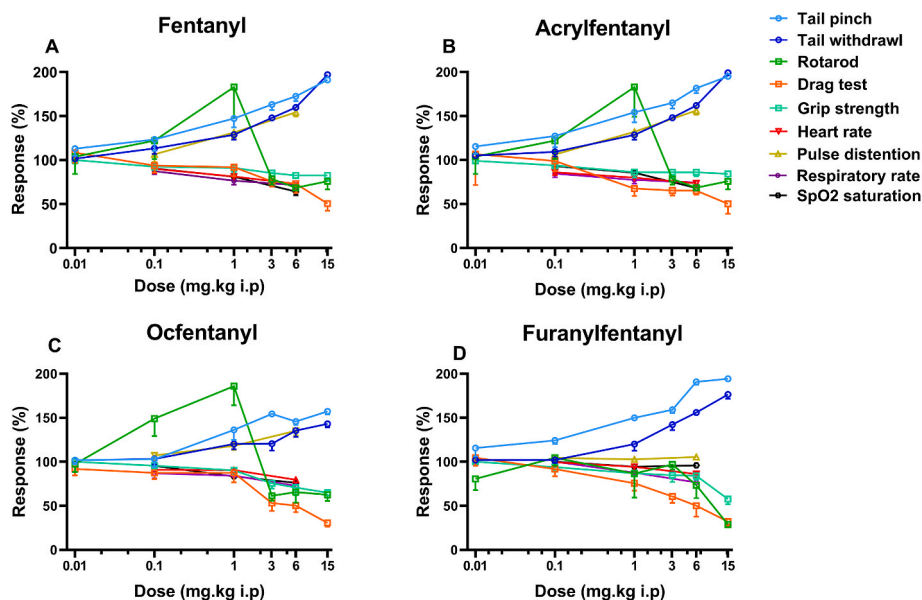 Fentanyl
A
200
150
100
50
0
Response (%)
0.01 0.1 1 3 6 15
Dose (mg.kg i.p)
Acrylfentanyl
B
200
150
100
50
0
Response (%)
0.01 0.1 1 3 6 15
Dose (mg.kg i.p)
Tail pinch
Tail withdrawl
Rotarod
Drag test
Grip strength
Heart rate
Pulse distention
Respiratory rate
SpO2 saturation
Ocfentanyl
C
200
150
100
50
0
Response (%)
0.01 0.1 1 3 6 15
Dose (mg.kg i.p)
Furanylfentanyl
D
200
150
100
50
0
Response (%)
0.01 0.1 1 3 6 15
Dose (mg.kg i.p)